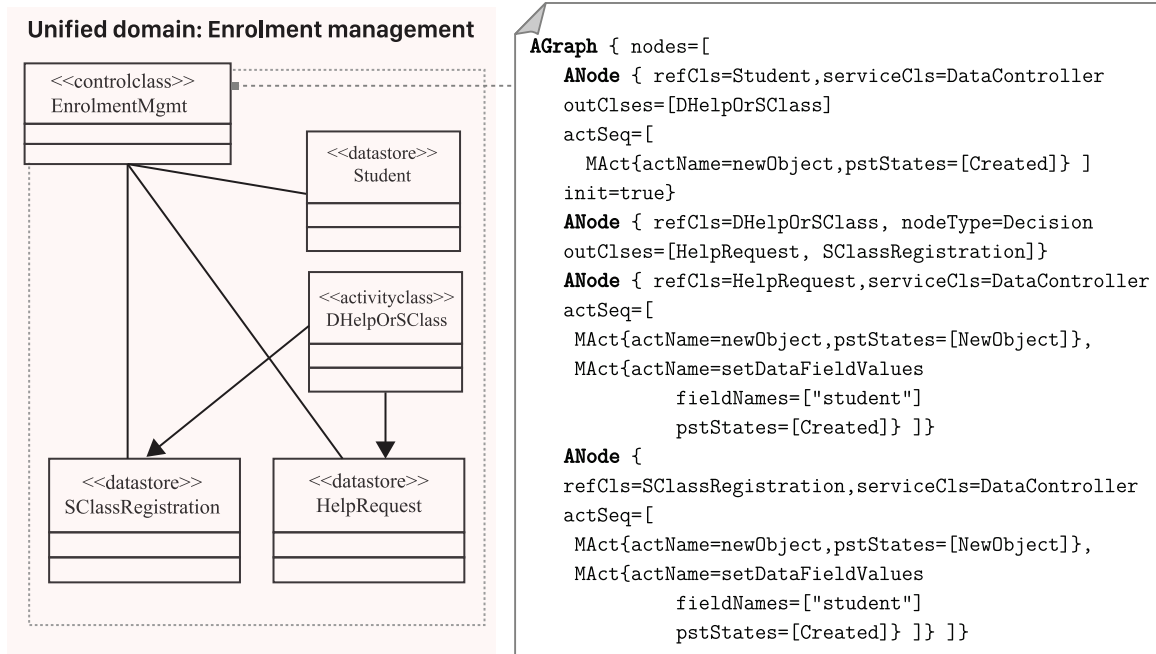 Unified domain: Enrolment management
<<controlclass>>
EnrolmentMgmt
<<datastore>>
Student
<<activityclass>>
DHelpOrSClass
<<datastore>>
SClassRegistration
<<datastore>>
HelpRequest
AGraph { nodes=[
ANode { refCls=Student,serviceCls=DataController
outClses=[DHelpOrSClass]
actSeq=[
MAct{actName=newObject,pstStates=[Created]} ]
init=true}
ANode { refCls=DHelpOrSClass, nodeType=Decision
outClses=[HelpRequest, SClassRegistration]}
ANode { refCls=HelpRequest,serviceCls=DataController
actSeq=[
MAct{actName=newObject,pstStates=[NewObject]},
MAct{actName=setDataFieldValues
fieldNames=["student"]
pstStates=[Created]} ]}
ANode {
refCls=SClassRegistration,serviceCls=DataController
actSeq=[
MAct{actName=newObject,pstStates=[NewObject]},
MAct{actName=setDataFieldValues
fieldNames=["student"]
pstStates=[Created]} ]} ]}